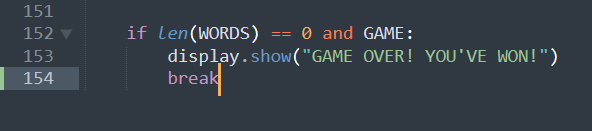 151
152 if len(WORDS) == 0 and GAME:
153 display.show("GAME OVER! YOU'VE WON!")
154 break